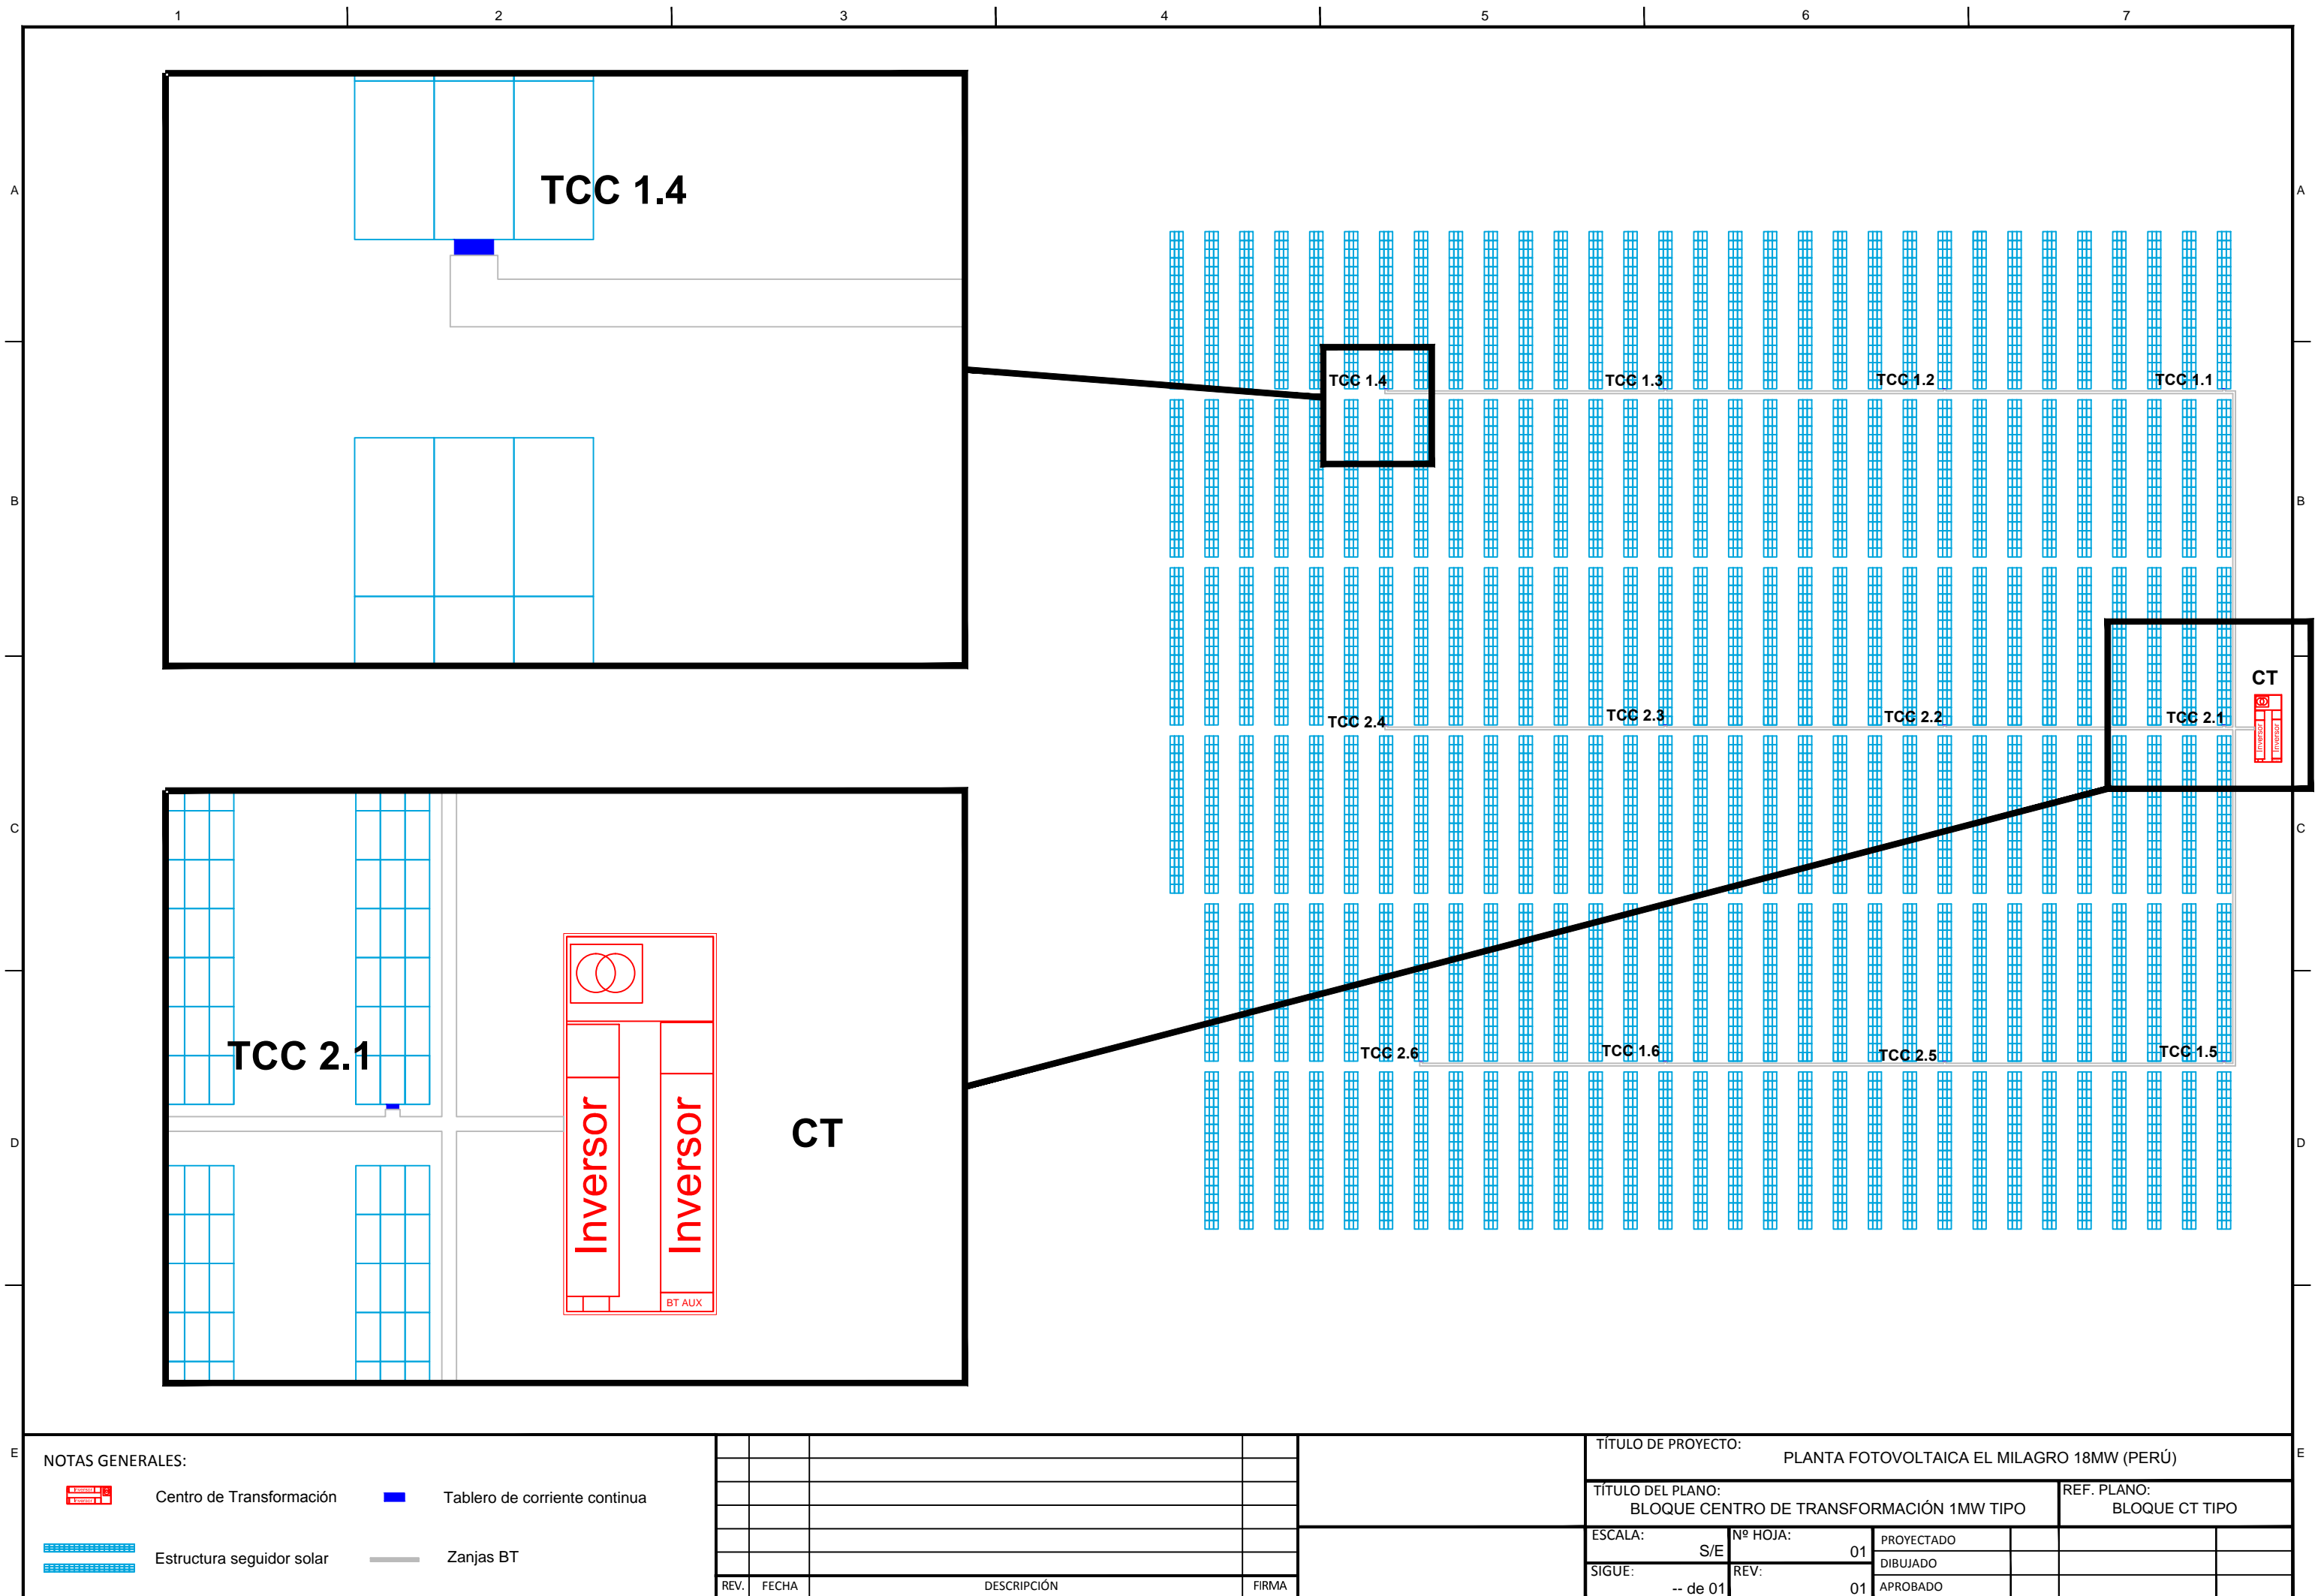 1 2 3 4 5 6 7
A A
TCC 1.4
TCC 1.4 TCC 1.3 TCC 1.2 TCC 1.1
B B
CT
TCC 2.4 TCC 2.3 TCC 2.2 TCC 2.1
Inversor Inversor
C C
TCC 2.1
TCC 2.6 TCC 1.6 TCC 2.5 TCC 1.5
Inversor Inversor
CT
D D
BT AUX
E E
NOTAS GENERALES:
Inversor
Inversor
Centro de Transformación
Tablero de corriente continua
Estructura seguidor solar
Zanjas BT
REV. FECHA DESCRIPCIÓN FIRMA
TÍTULO DE PROYECTO:
PLANTA FOTOVOLTAICA EL MILAGRO 18MW (PERÚ)
TÍTULO DEL PLANO:
BLOQUE CENTRO DE TRANSFORMACIÓN 1MW TIPO
REF. PLANO:
BLOQUE CT TIPO
ESCALA:
S/E
Nº HOJA:
01
SIGUE:
-- de 01
REV:
01
PROYECTADO
DIBUJADO
APROBADO